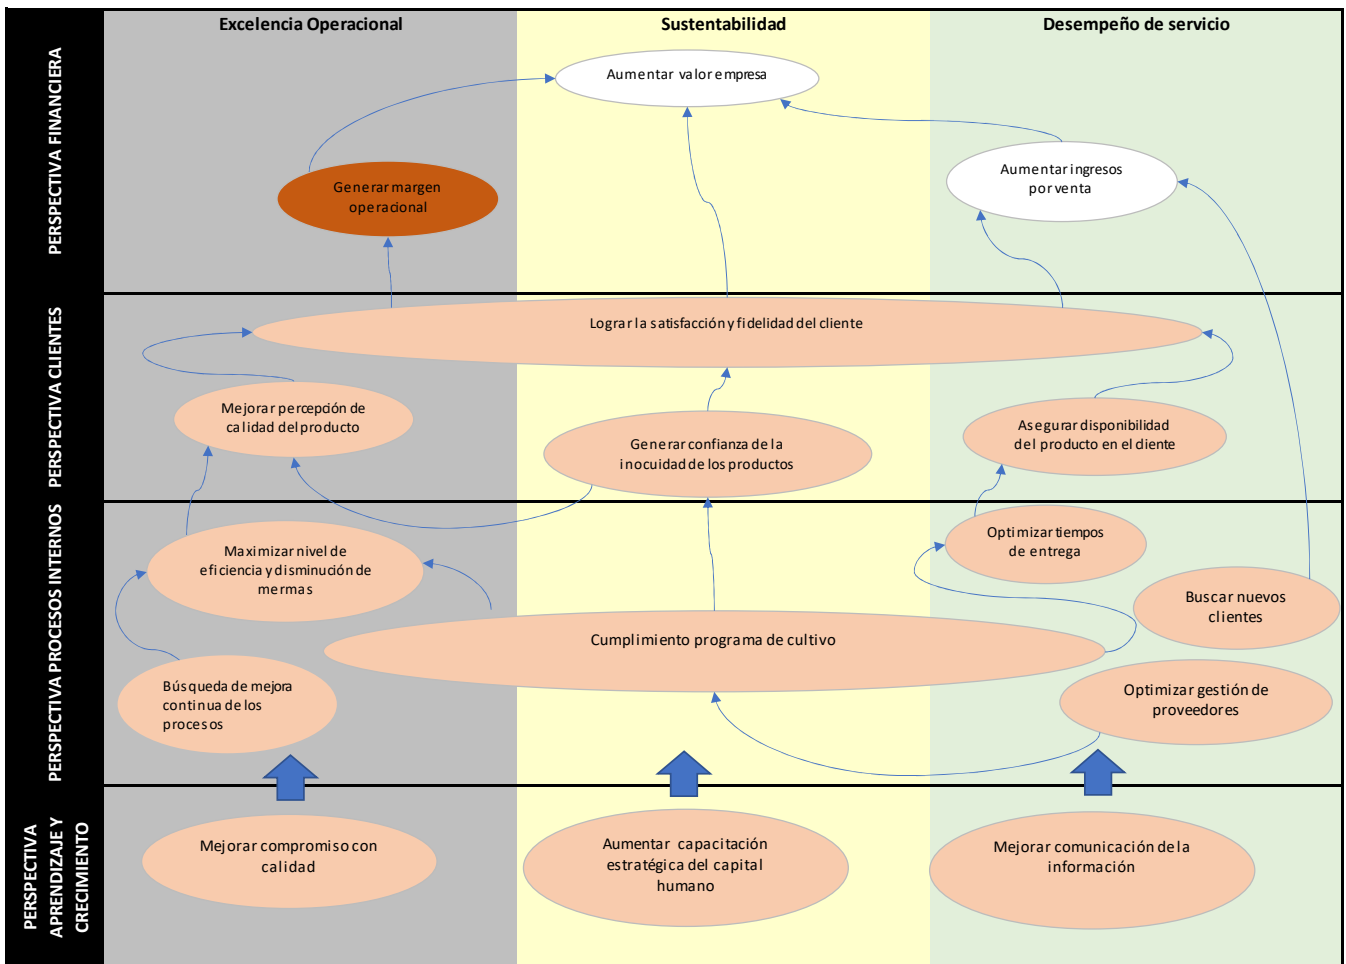 Excelencia Operacional
Sustentabilidad
Desempeño de servicio
PERSPECTIVA FINANCIERA
Aumentar valor empresa
Generar margen
operacional
Aumentar ingresos
por venta
PERSPECTIVA CLIENTES
Lograr la satisfacción y fidelidad del cliente
Mejorar percepción de
calidad del producto
Generar confianza de la
inocuidad de los productos
Asegurar disponibilidad
del producto en el cliente
PERSPECTIVA PROCESOS INTERNOS
Maximizar nivel de
eficiencia y disminución de
mermas
Optimizar tiempos
de entrega
Buscar nuevos
clientes
Cumplimiento programa de cultivo
Búsqueda de mejora
continua de los
procesos
Optimizar gestión de
proveedores
PERSPECTIVA
APRENDIZAJE Y
CRECIMIENTO
Mejorar compromiso con
calidad
Aumentar capacitación
estratégica del capital
humano
Mejorar comunicación de la
información